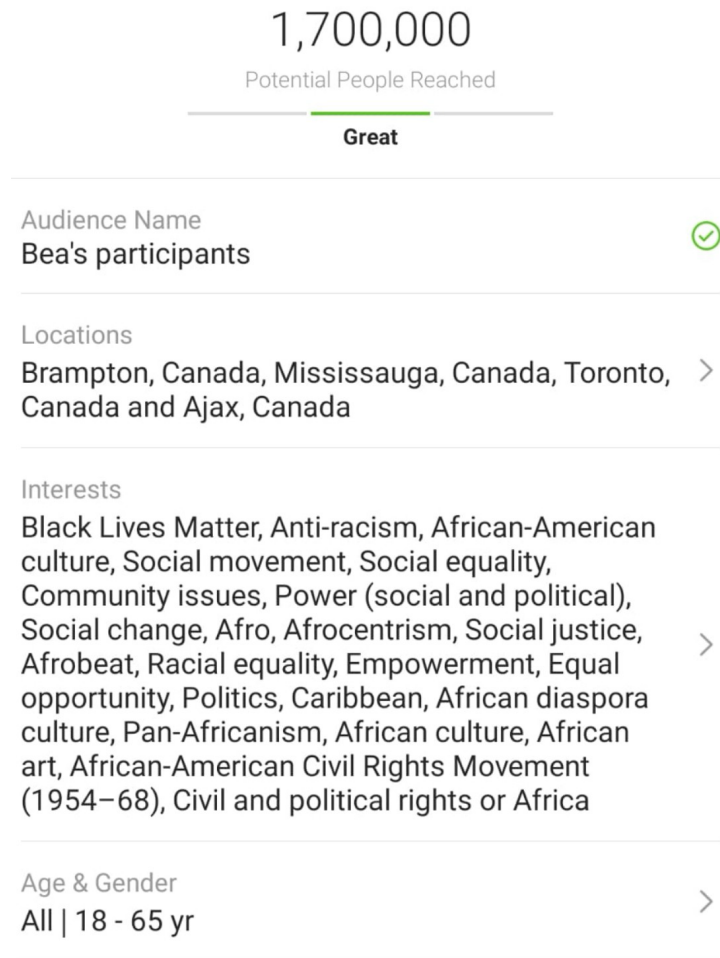 1,700,000
Potential People Reached
Great
Audience Name
Bea's participants
Locations
Brampton, Canada, Mississauga, Canada, Toronto,
Canada and Ajax, Canada
Interests
Black Lives Matter, Anti-racism, African-American
culture, Social movement, Social equality,
Community issues, Power (social and political),
Social change, Afro, Afrocentrism, Social justice,
Afrobeat, Racial equality, Empowerment, Equal
opportunity, Politics, Caribbean, African diaspora
culture, Pan-Africanism, African culture, African
art, African-American Civil Rights Movement
(1954–68), Civil and political rights or Africa
Age & Gender
All | 18 - 65 yr